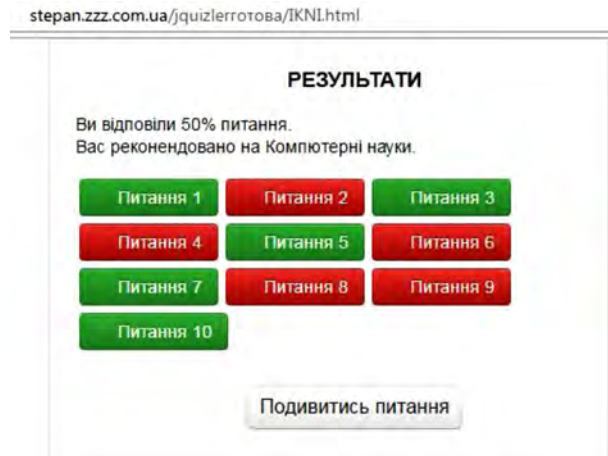 stepan.zzz.com.ua/jquizlerготова/IKNI.html
РЕЗУЛЬТАТИ
Ви відповіли 50% питання.
Вас реконендовано на Компютерні науки.
Питання 1 Питання 2 Питання 3
Питання 4 Питання 5 Питання 6
Питання 7 Питання 8 Питання 9
Питання 10
Подивитись питання